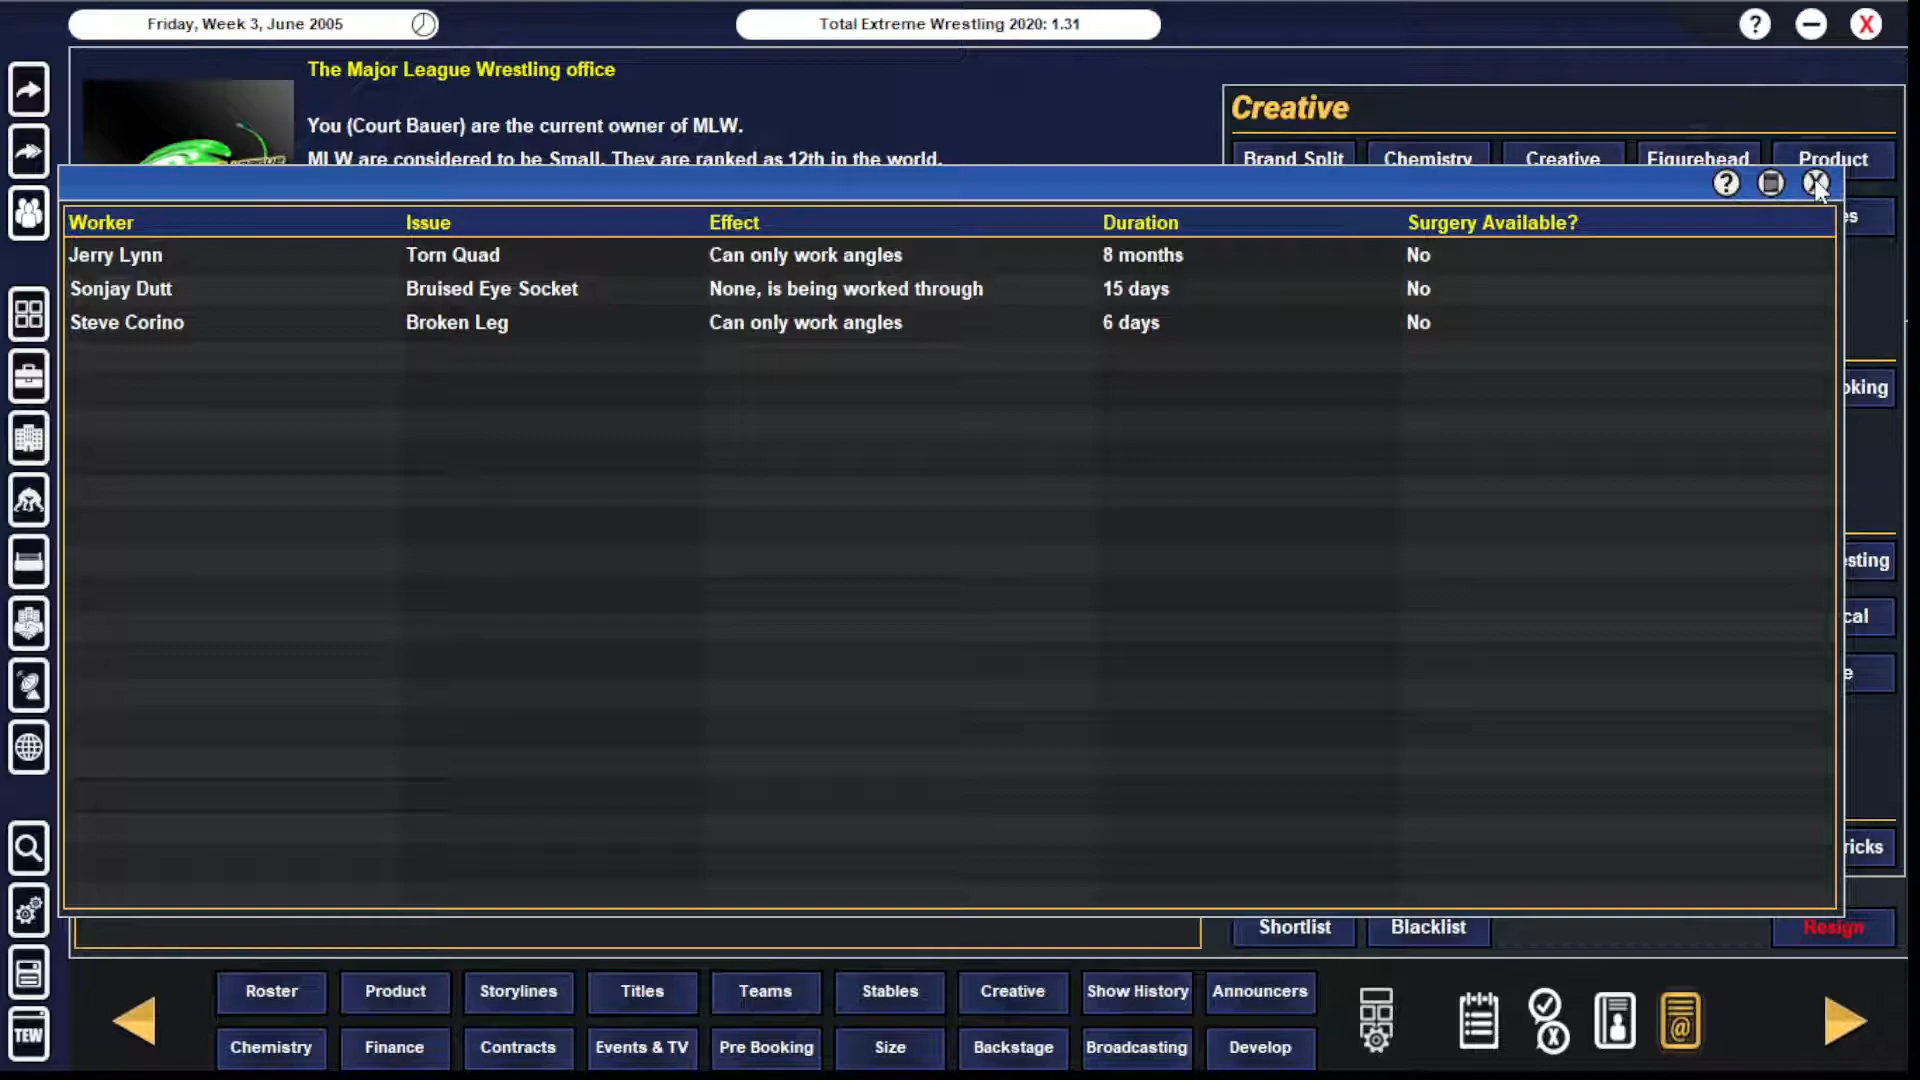 Friday, Week 3, June 2005
Total Extreme Wrestling 2020: 1.31
?
X
The Major League Wrestling office
You (Court Bauer) are the current owner of MLW.
MLW are considered to be Small. They are ranked as 12th in the world.
Creative
Brand Split Chemistry Creative Figurehead Product
?
Worker Issue Effect Duration Surgery Available?
Jerry Lynn Torn Quad Can only work angles 8 months No
Sonjay Dutt Bruised Eye Socket None, is being worked through 15 days No
Steve Corino Broken Leg Can only work angles 6 days No
Shortlist Blacklist Resign
Roster Product Storylines Titles Teams Stables Creative Show History Announcers
Chemistry Finance Contracts Events & TV Pre Booking Size Backstage Broadcasting Develop
TEW